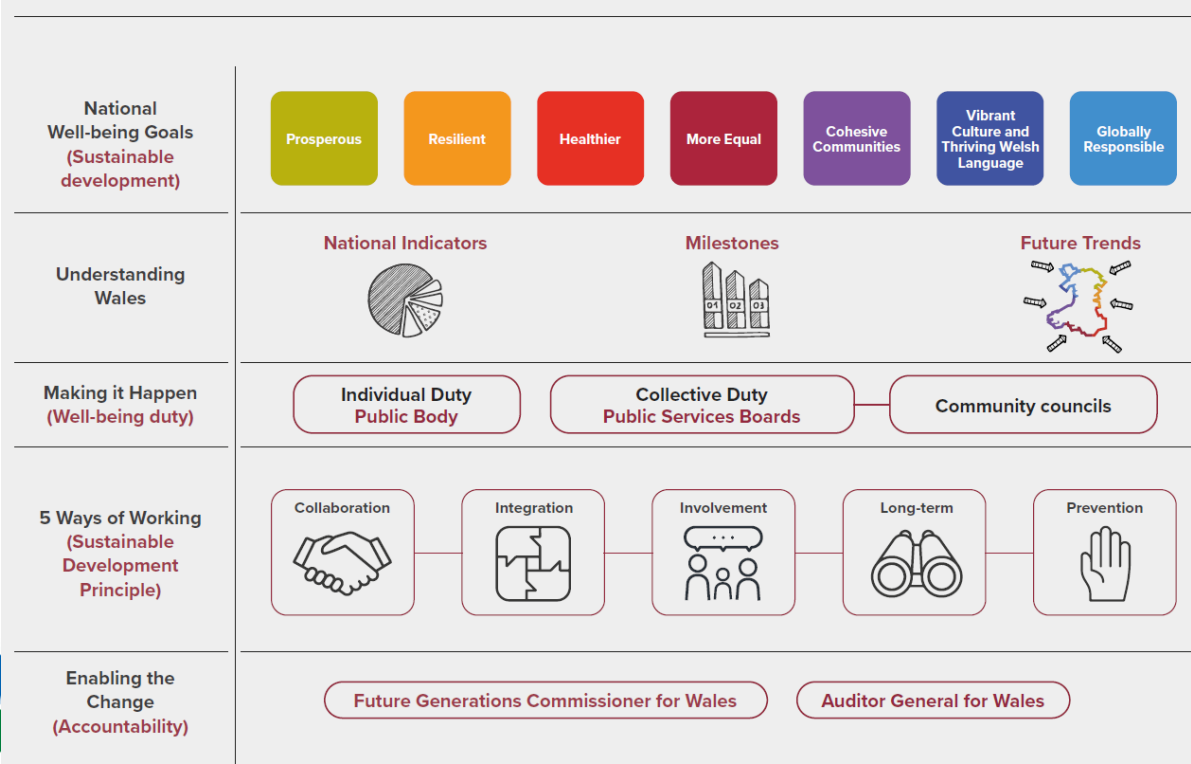 National
Well-being Goals
(Sustainable
development)
Prosperous
Resilient
Healthier
More Equal
Cohesive
Communities
Vibrant
Culture and
Thriving Welsh
Language
Globally
Responsible
Understanding
Wales
National Indicators
Milestones
01 02 03
Future Trends
Making it Happen
(Well-being duty)
Individual Duty
Public Body
Collective Duty
Public Services Boards
Community councils
5 Ways of Working
(Sustainable
Development
Principle)
Collaboration
Integration
Involvement
Long-term
Prevention
Enabling the
Change
(Accountability)
Future Generations Commissioner for Wales
Auditor General for Wales